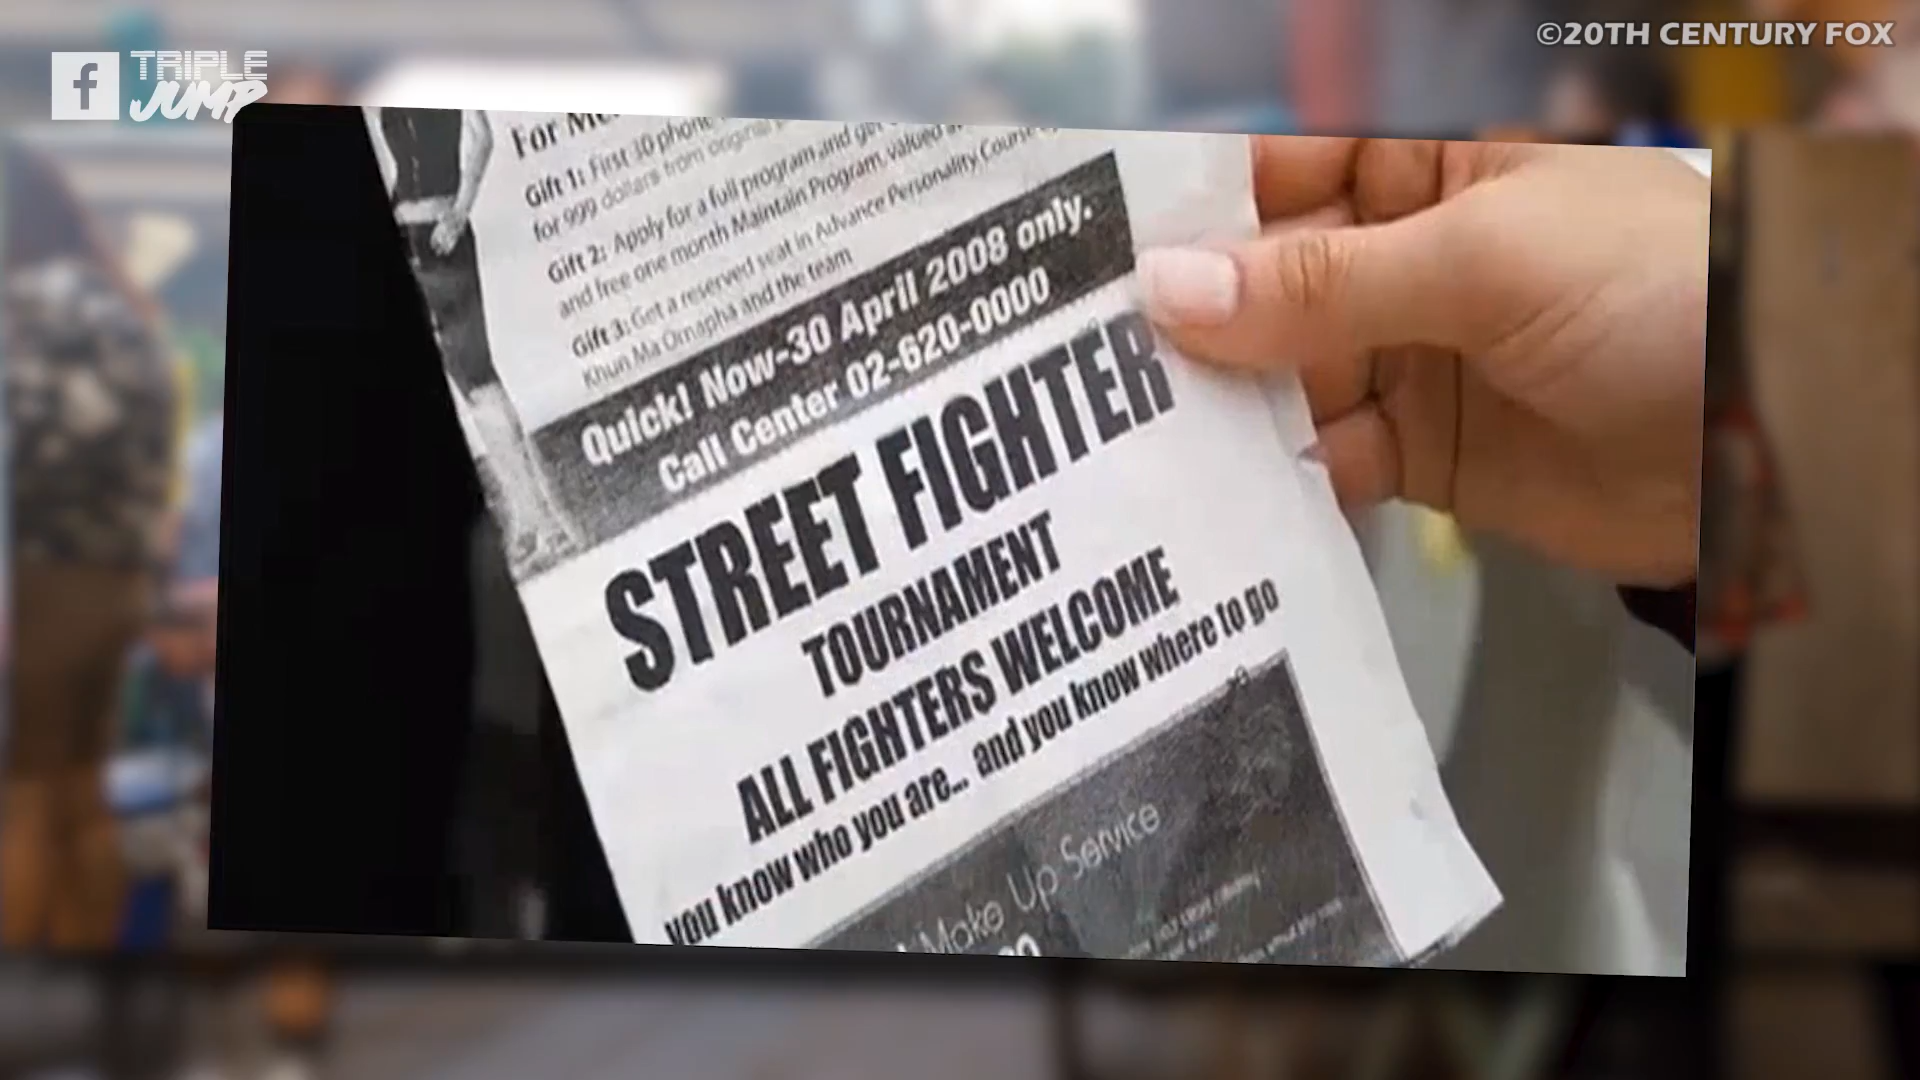 ©20TH CENTURY FOX
f TRIPLE
JUMP
For
Gift 1: First 30 phone
for 999 dollars from original
Gift 2: Apply for a full program and get
and free one month Maintain Program, valued
Gift 3: Get a reserved seat in Advance Personality Course
Khun Ma Ornapha and the team
Quick! Now-30 April 2008 only.
Call Center 02-620-0000
STREET FIGHTER
TOURNAMENT
ALL FIGHTERS WELCOME
you know who you are... and you know where to go
Make Up Service